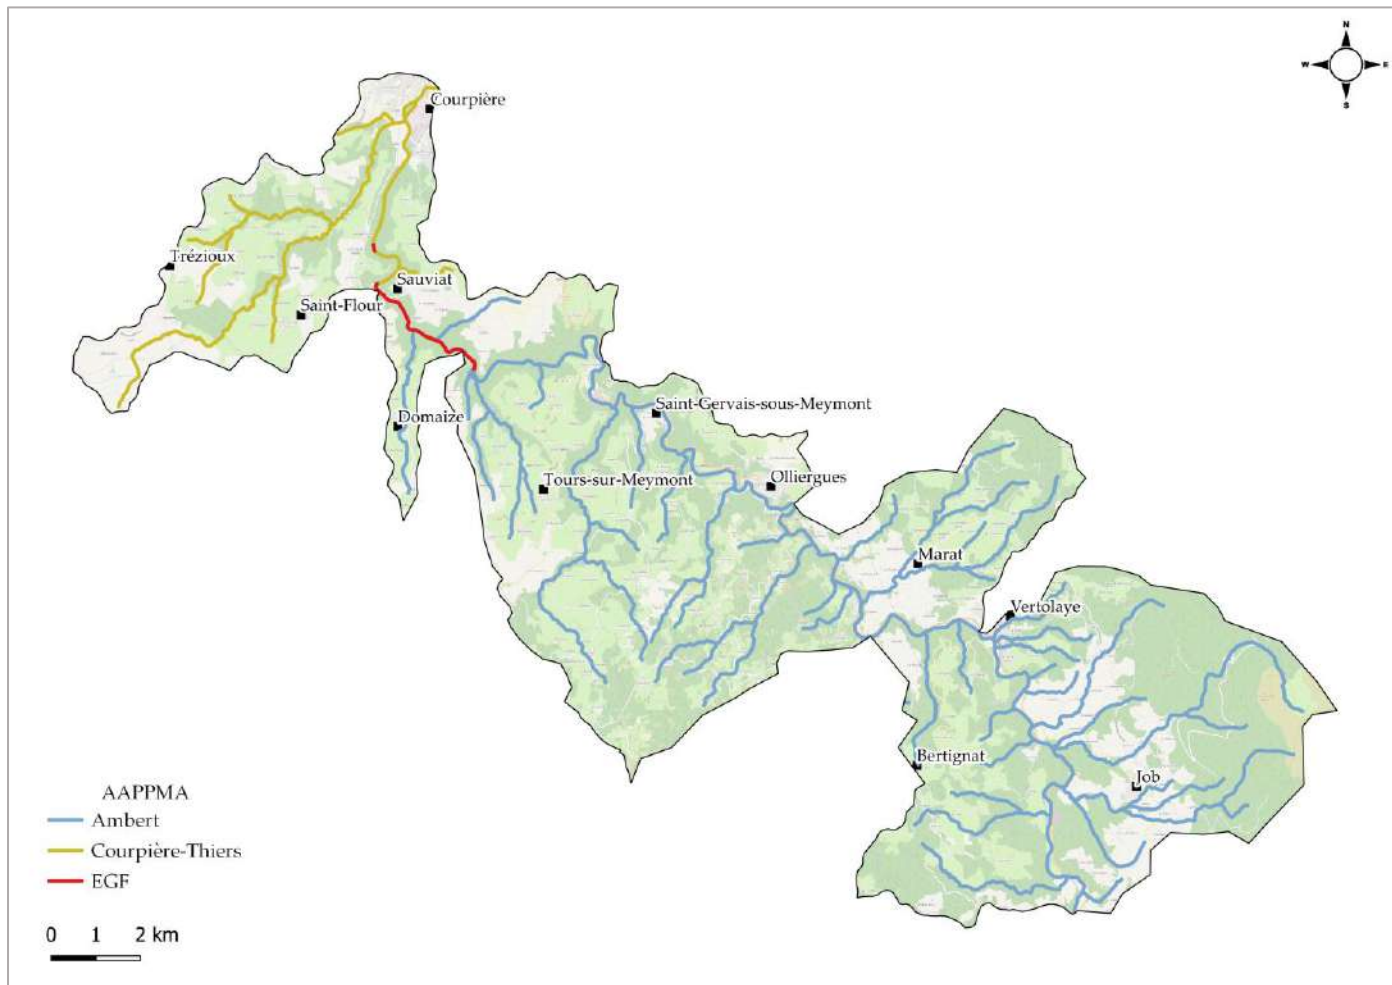 N
W E
S
Courpière
Trézioux
Sauviat
Saint-Flour
Saint-Gervais-sous-Meymont
Domaize
Tours-sur-Meymont
Olliergues
Marat
Vertolaye
Bertignat
Job
AAPPMA
Ambert
Courpière-Thiers
EGF
0 1 2 km